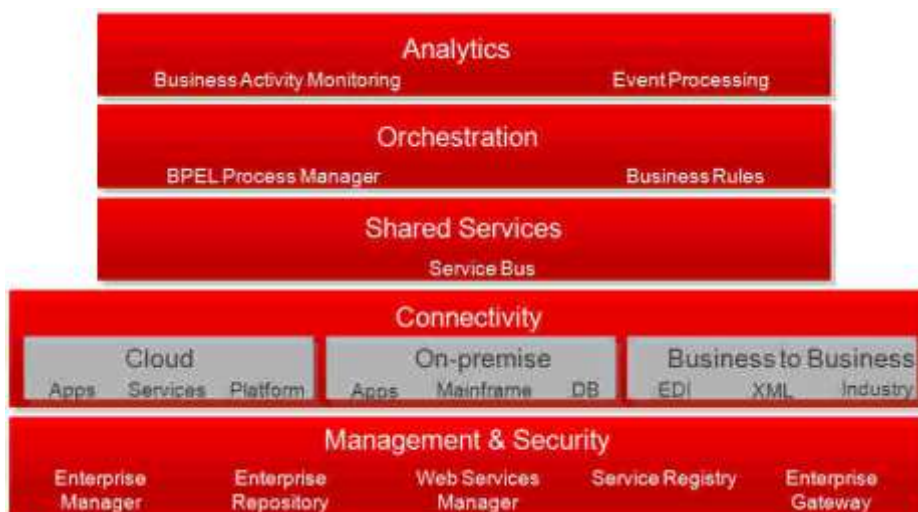 Analytics
Business Activity Monitoring Event Processing
Orchestration
BPEL Process Manager Business Rules
Shared Services
Service Bus
Connectivity
Cloud On-premise Business to Business
Apps Services Platform Apps Mainframe DB EDI XML Industry
Management & Security
Enterprise Enterprise Web Services Service Registry Enterprise
Manager Repository Manager Gateway